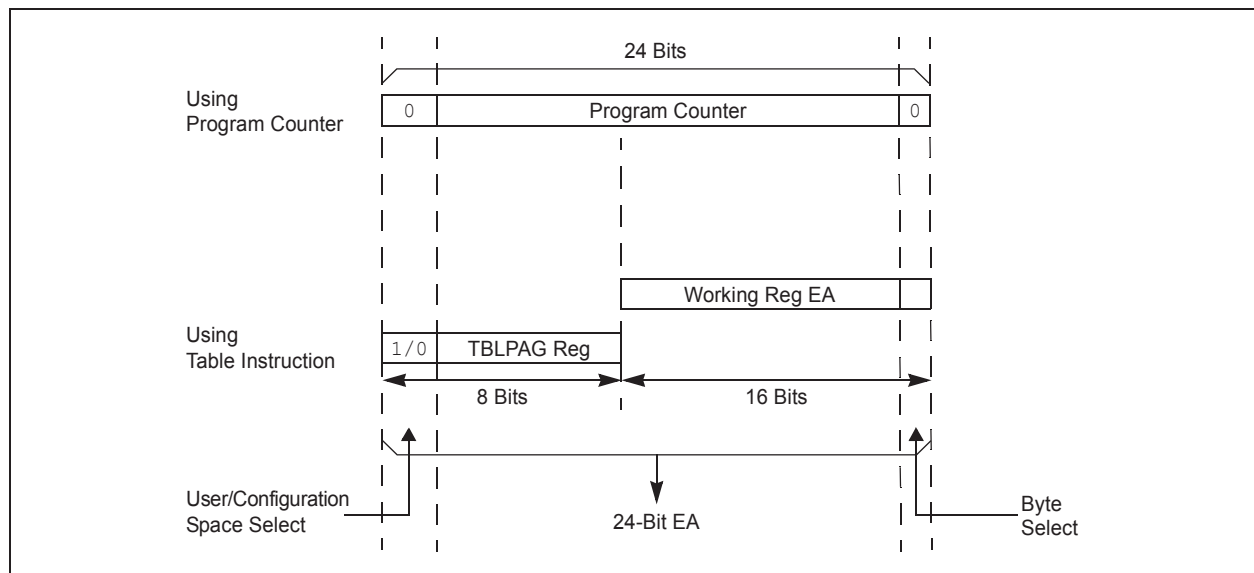 24 Bits
Using
Program Counter
0
Program Counter
0
Working Reg EA
Using
Table Instruction
1/0
TBLPAG Reg
8 Bits
16 Bits
User/Configuration
Space Select
24-Bit EA
Byte
Select